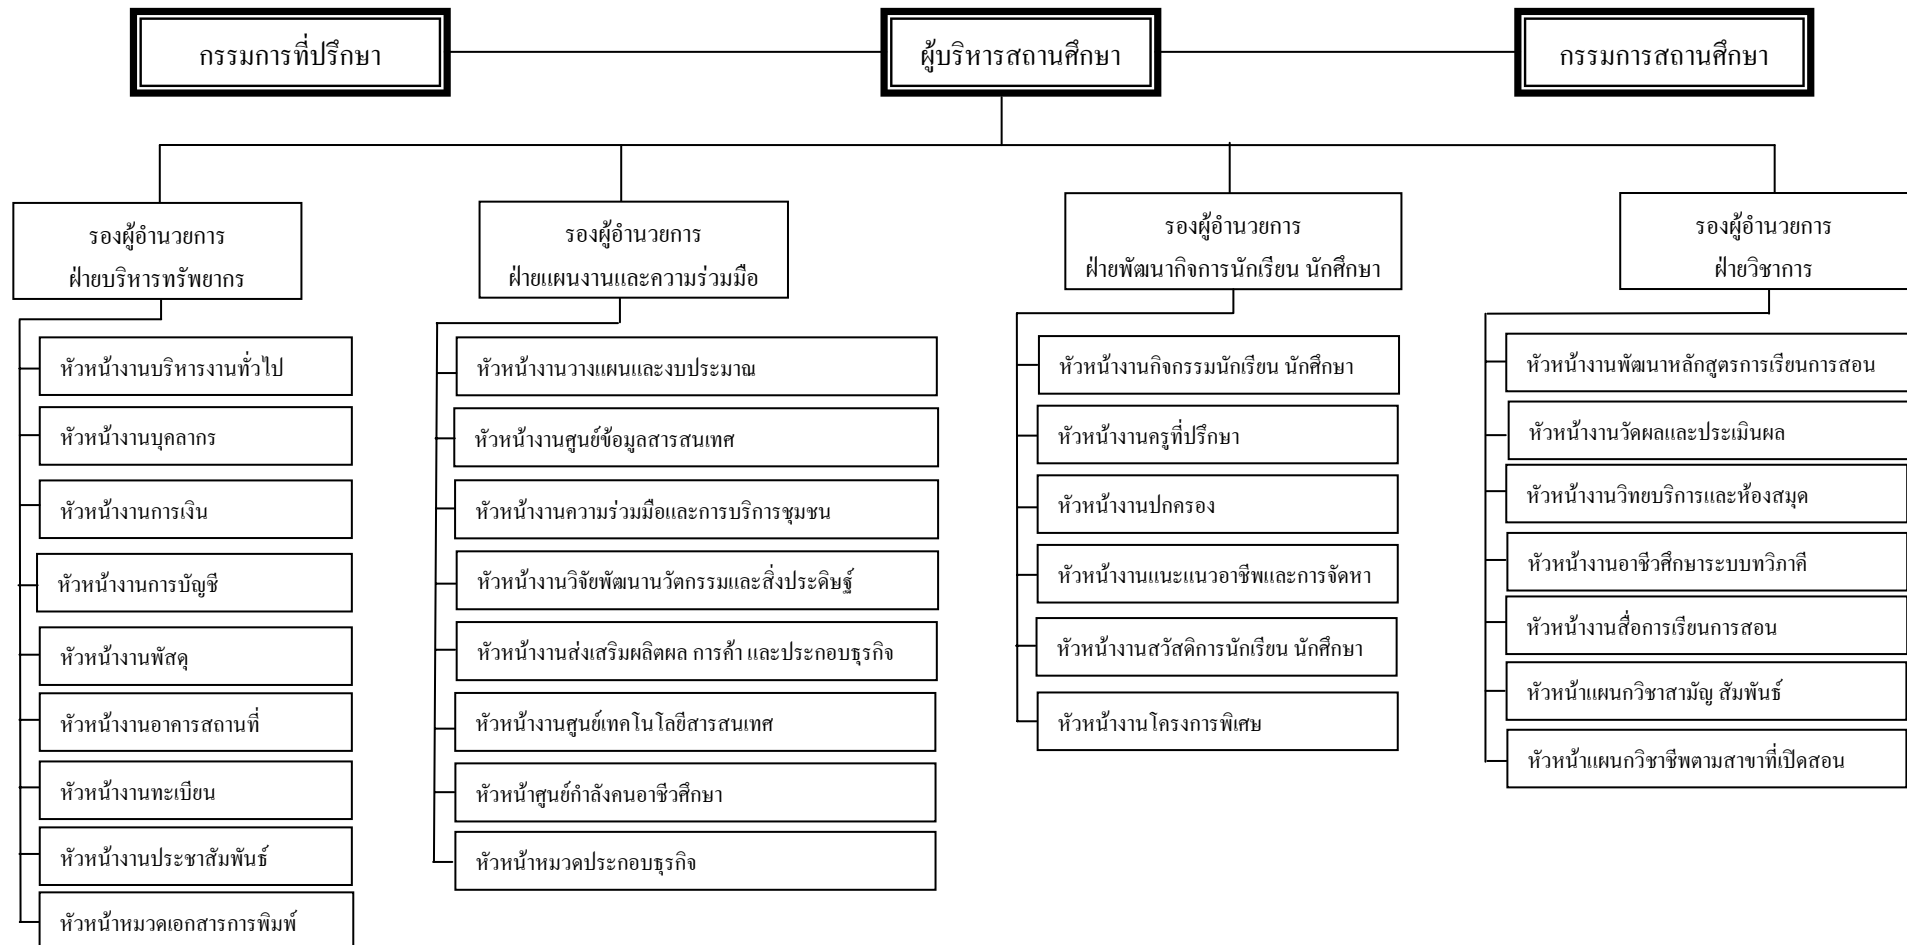 กรรมการที่ปรึกษา
ผู้บริหารสถานศึกษา
กรรมการสถานศึกษา
รองผู้อำนวยการ
ฝ่ายบริหารทรัพยากร
หัวหน้างานบริหารงานทั่วไป
หัวหน้างานบุคลากร
หัวหน้างานการเงิน
หัวหน้างานการบัญชี
หัวหน้างานพัสดุ
หัวหน้างานอาคารสถานที่
หัวหน้างานทะเบียน
หัวหน้างานประชาสัมพันธ์
หัวหน้าหมวดเอกสารการพิมพ์
รองผู้อำนวยการ
ฝ่ายแผนงานและความร่วมมือ
หัวหน้างานวางแผนและงบประมาณ
หัวหน้างานศูนย์ข้อมูลสารสนเทศ
หัวหน้างานความร่วมมือและการบริการชุมชน
หัวหน้างานวิจัยพัฒนานวัตกรรมและสิ่งประดิษฐ์
หัวหน้างานส่งเสริมผลิตผล การค้า และประกอบธุรกิจ
หัวหน้างานศูนย์เทคโนโลยีสารสนเทศ
หัวหน้าศูนย์กำลังคนอาชีวศึกษา
หัวหน้าหมวดประกอบธุรกิจ
รองผู้อำนวยการ
ฝ่ายพัฒนากิจการนักเรียน นักศึกษา
หัวหน้างานกิจกรรมนักเรียน นักศึกษา
หัวหน้างานครูที่ปรึกษา
หัวหน้างานปกครอง
หัวหน้างานแนะแนวอาชีพและการจัดหา
หัวหน้างานสวัสดิการนักเรียน นักศึกษา
หัวหน้างานโครงการพิเศษ
รองผู้อำนวยการ
ฝ่ายวิชาการ
หัวหน้างานพัฒนาหลักสูตรการเรียนการสอน
หัวหน้างานวัดผลและประเมินผล
หัวหน้างานวิทยบริการและห้องสมุด
หัวหน้างานอาชีวศึกษาระบบทวิภาคี
หัวหน้างานสื่อการเรียนการสอน
หัวหน้าแผนกวิชาสามัญ สัมพันธ์
หัวหน้าแผนกวิชาชีพตามสาขาที่เปิดสอน